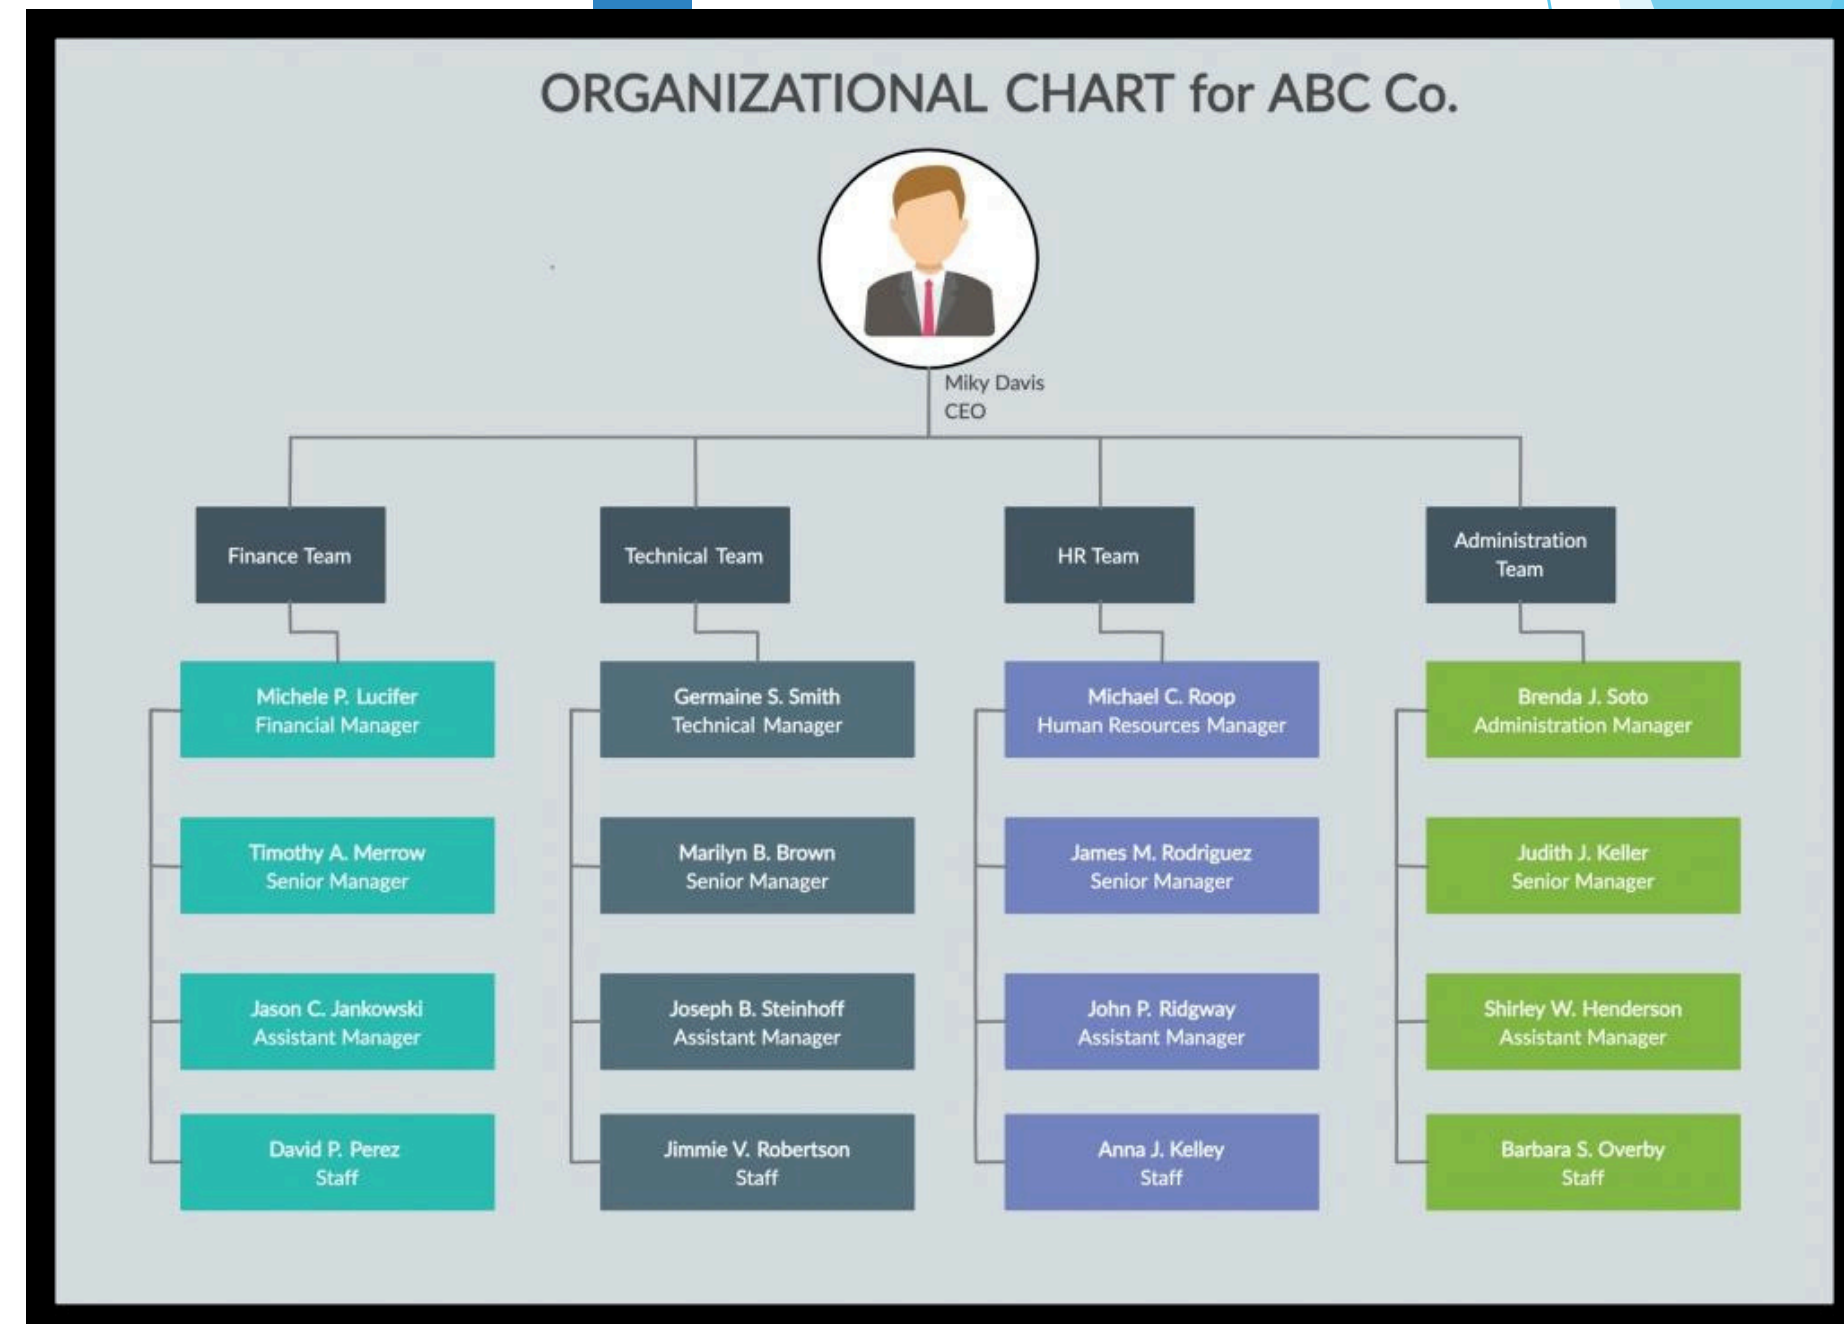 ORGANIZATIONAL CHART for ABC Co.
Miky Davis
CEO
Finance Team
Technical Team
HR Team
Administration
Team
Michele P. Lucifer
Financial Manager
Germaine S. Smith
Technical Manager
Michael C. Roop
Human Resources Manager
Brenda J. Soto
Administration Manager
Timothy A. Merrow
Senior Manager
Marilyn B. Brown
Senior Manager
James M. Rodriguez
Senior Manager
Judith J. Keller
Senior Manager
Jason C. Jankowski
Assistant Manager
Joseph B. Steinhoff
Assistant Manager
John P. Ridgway
Assistant Manager
Shirley W. Henderson
Assistant Manager
David P. Perez
Staff
Jimmie V. Robertson
Staff
Anna J. Kelley
Staff
Barbara S. Overby
Staff